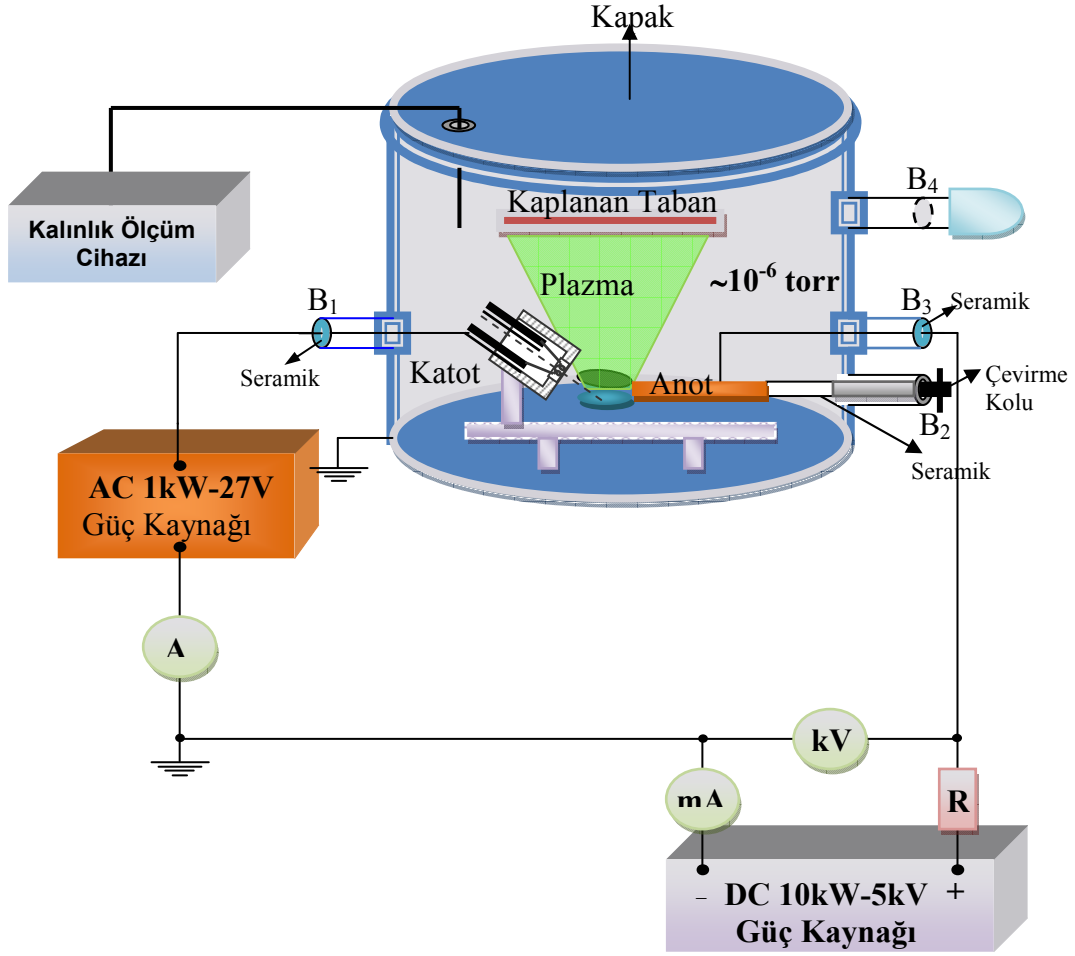 Kapak
Kalınlık Ölçüm
Cihazı
Kaplanan Taban
B4
Plazma
~10-6 torr
B1
B3
Seramik
Seramik
Katot
Anot
Çevirme
Kolu
B2
Seramik
AC 1kW-27V
Güç Kaynağı
A
kV
mA
R
- DC 10kW-5kV +
Güç Kaynağı